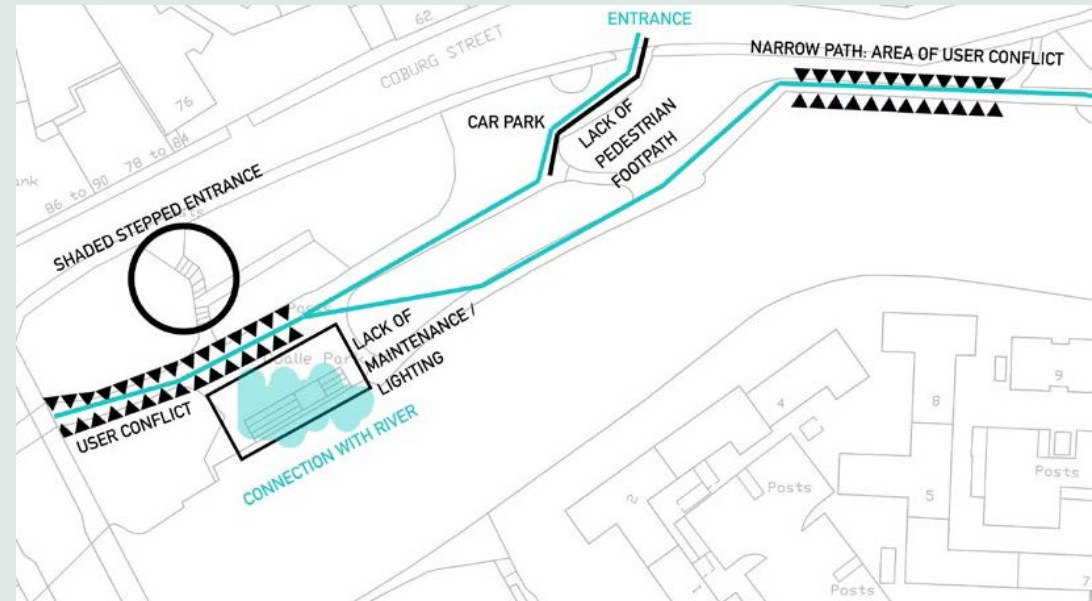 ENTRANCE
62
COBURG STREET
NARROW PATH: AREA OF USER CONFLICT
CAR PARK
LACK OF
PEDESTRIAN
FOOTPATH
76
78 to 84
86 to 90
SHADED STEPPED ENTRANCE
Posts
LACK OF
MAINTENANCE /
LIGHTING
USER CONFLICT
CONNECTION WITH RIVER
4
2
Posts
1
8
5
9
Posts
7
Posts